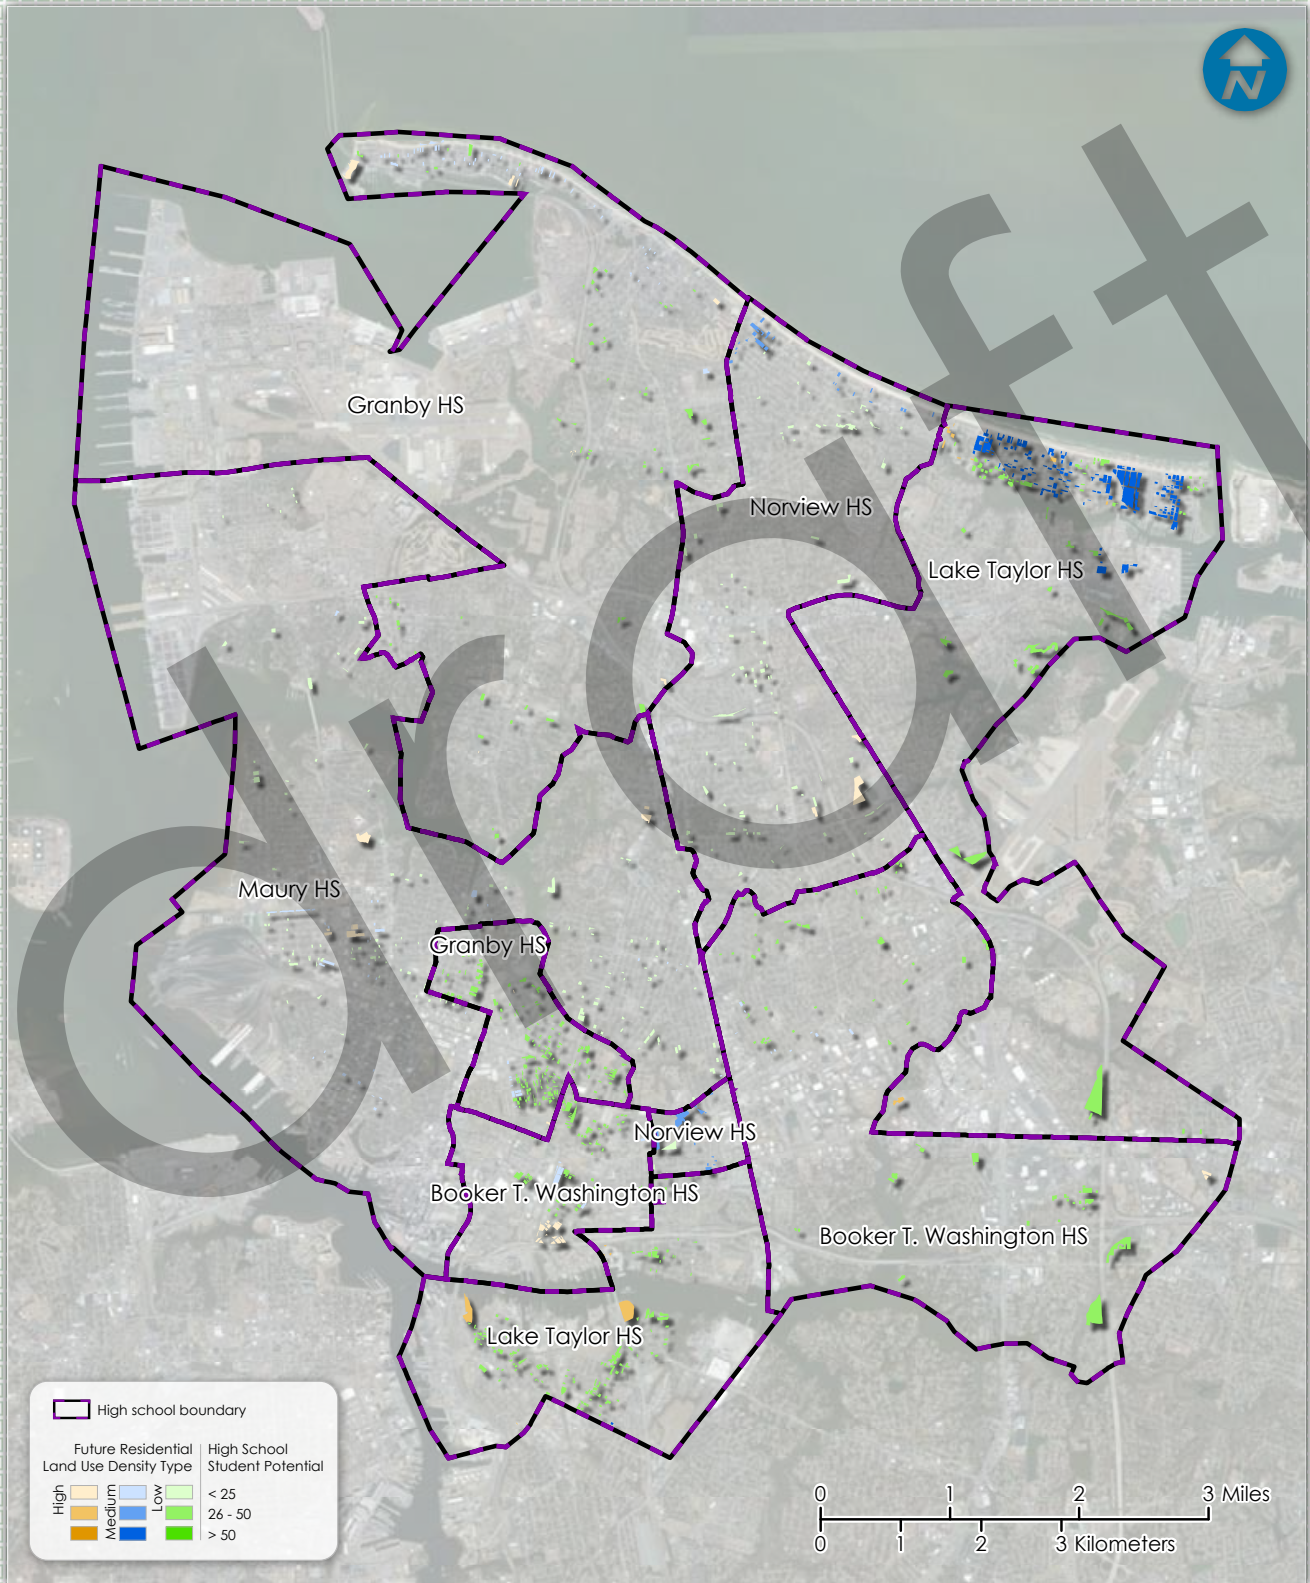 N
draft
Granby HS
Norview HS
Lake Taylor HS
Maury HS
Granby HS
Norview HS
Booker T. Washington HS
Booker T. Washington HS
Lake Taylor HS
High school boundary
Future Residential
Land Use Density Type
High School
Student Potential
High
Medium
Low
< 25
26 - 50
> 50
0 1 2 3 Miles
0 1 2 3 Kilometers